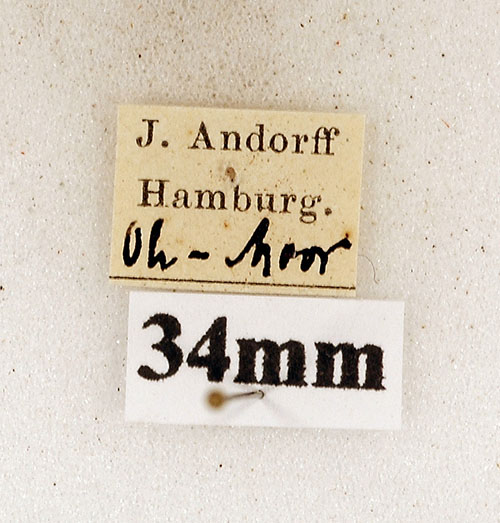 J. Andorff
Hamburg.
Oh-Moor
34mm